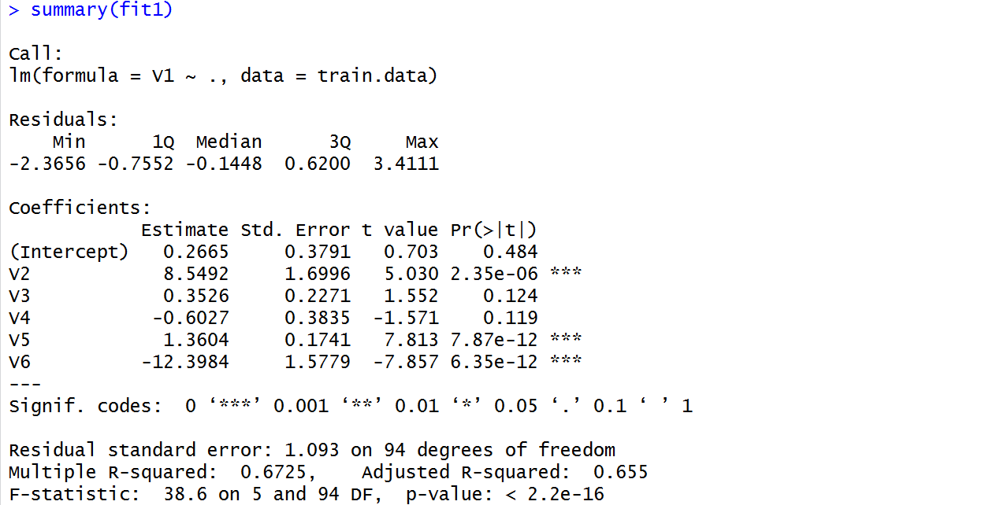 > summary(fit1)

Call:
lm(formula = V1 ~ ., data = train.data)

Residuals:
    Min      1Q  Median      3Q     Max
-2.3656 -0.7552 -0.1448  0.6200  3.4111

Coefficients:
            Estimate Std. Error t value Pr(>|t|)
(Intercept)   0.2665     0.3791   0.703    0.484
V2            8.5492     1.6996   5.030 2.35e-06 ***
V3            0.3526     0.2271   1.552    0.124
V4           -0.6027     0.3835  -1.571    0.119
V5            1.3604     0.1741   7.813 7.87e-12 ***
V6          -12.3984     1.5779  -7.857 6.35e-12 ***
---
Signif. codes:  0 ‘***’ 0.001 ‘**’ 0.01 ‘*’ 0.05 ‘.’ 0.1 ‘ ’ 1

Residual standard error: 1.093 on 94 degrees of freedom
Multiple R-squared:  0.6725,    Adjusted R-squared:  0.655
F-statistic:  38.6 on 5 and 94 DF,  p-value: < 2.2e-16